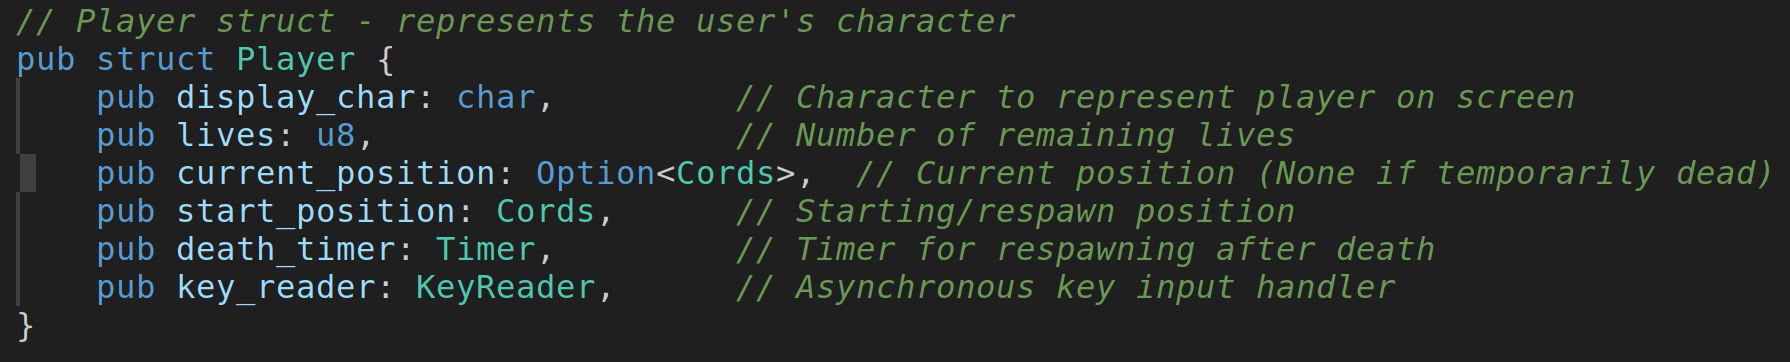 // Player struct - represents the user's character
pub struct Player {
    pub display_char: char,         // Character to represent player on screen
    pub lives: u8,                  // Number of remaining lives
    pub current_position: Option<Cords>,  // Current position (None if temporarily dead)
    pub start_position: Cords,      // Starting/respawn position
    pub death_timer: Timer,         // Timer for respawning after death
    pub key_reader: KeyReader,      // Asynchronous key input handler
}